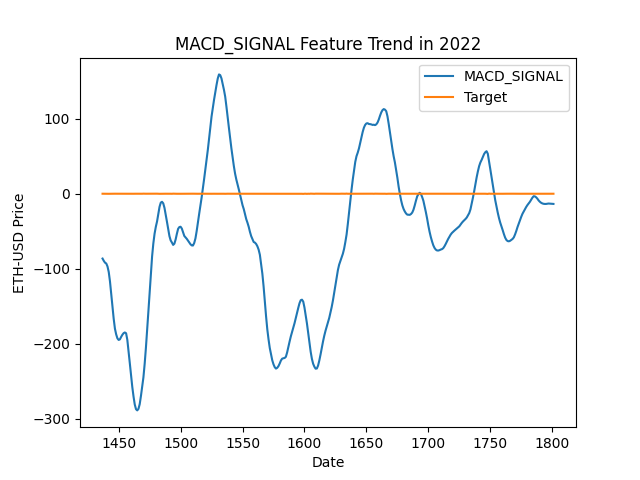 MACD_SIGNAL Feature Trend in 2022
MACD_SIGNAL
Target
ETH-USD Price
100
0
−100
−200
−300
1450 1500 1550 1600 1650 1700 1750 1800
Date